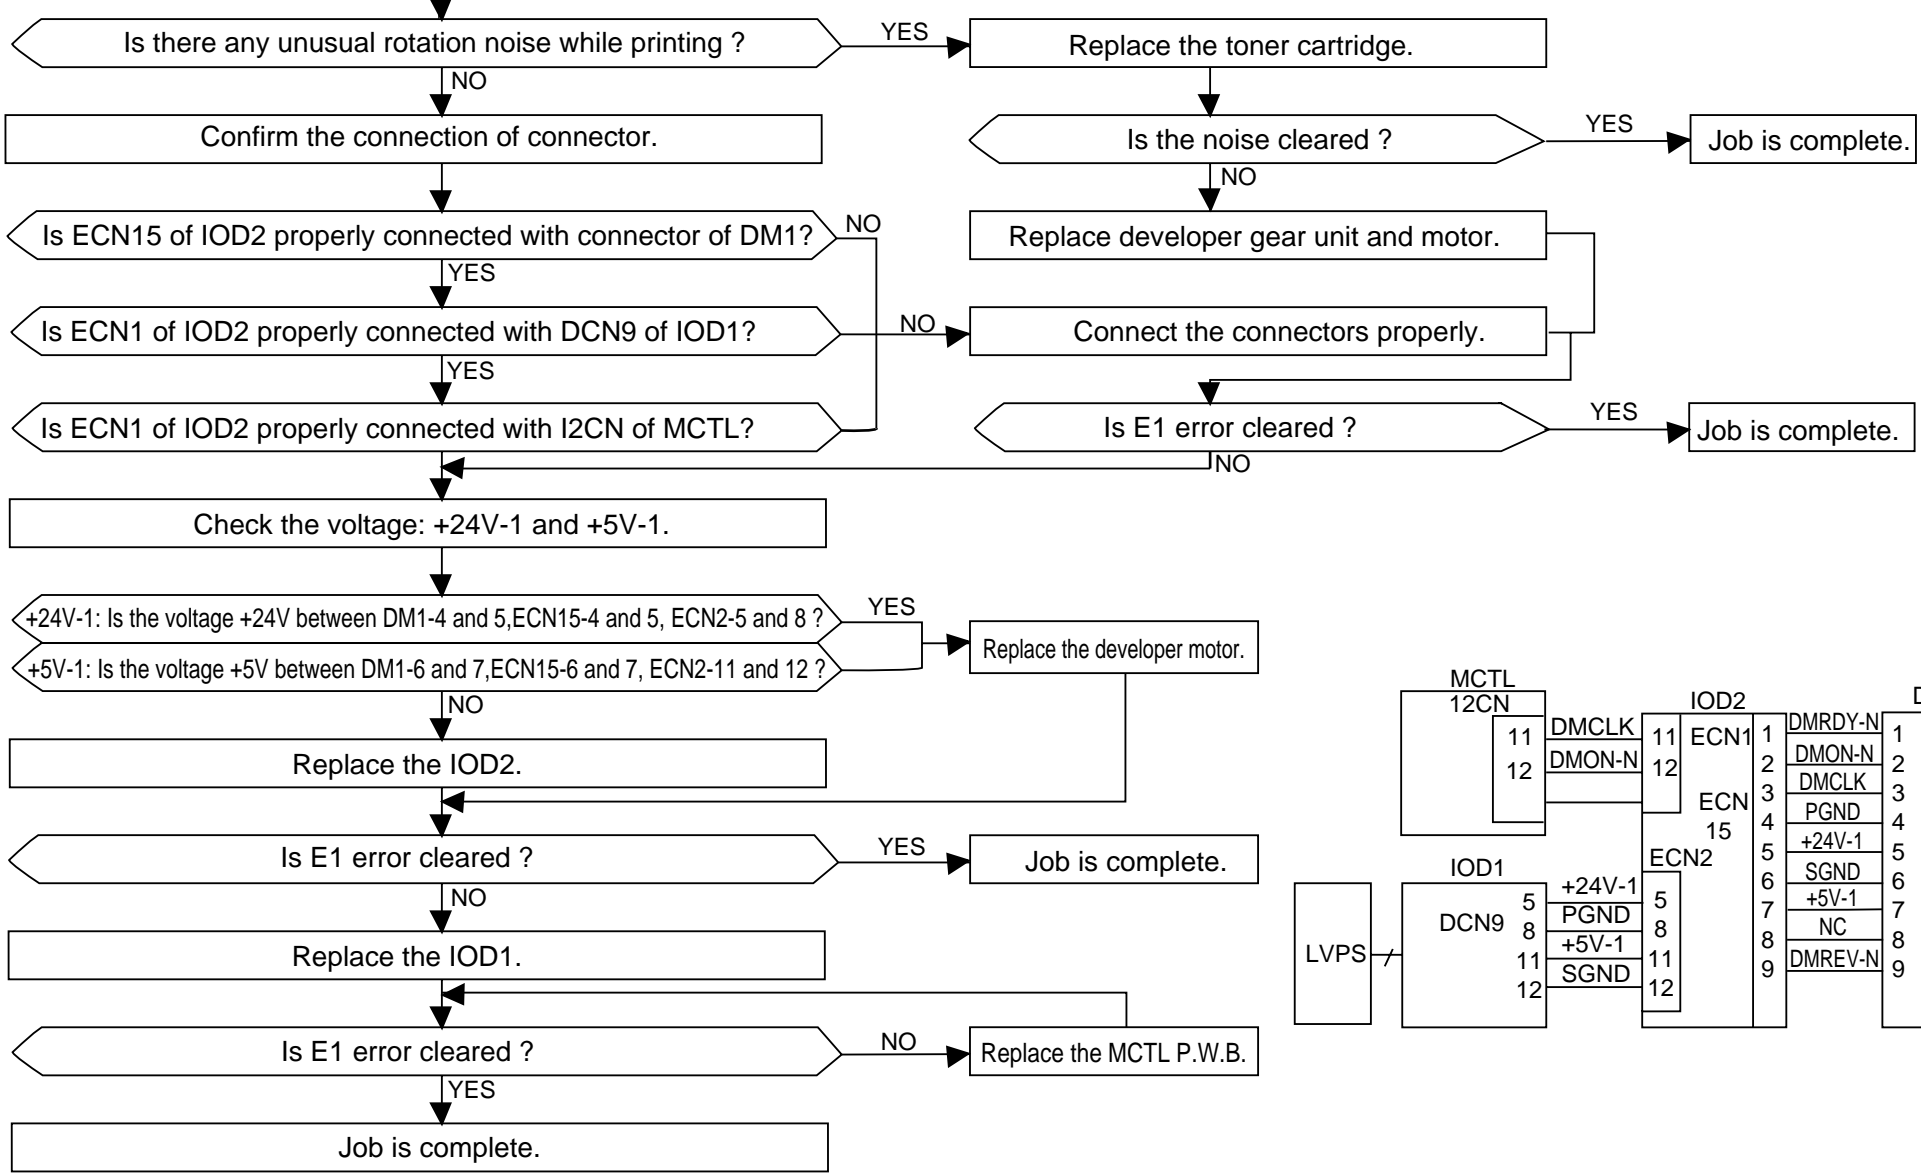 Is there any unusual rotation noise while printing ?
YES
Replace the toner cartridge.
NO
Confirm the connection of connector.
Is the noise cleared ?
YES
Job is complete.
NO
Is ECN15 of IOD2 properly connected with connector of DM1?
NO
Replace developer gear unit and motor.
YES
Is ECN1 of IOD2 properly connected with DCN9 of IOD1?
NO
Connect the connectors properly.
YES
Is ECN1 of IOD2 properly connected with I2CN of MCTL?
Is E1 error cleared ?
YES
Job is complete.
NO
Check the voltage: +24V-1 and +5V-1.
+24V-1: Is the voltage +24V between DM1-4 and 5,ECN15-4 and 5, ECN2-5 and 8 ?
YES
+5V-1: Is the voltage +5V between DM1-6 and 7,ECN15-6 and 7, ECN2-11 and 12 ?
Replace the developer motor.
NO
Replace the IOD2.
Is E1 error cleared ?
YES
Job is complete.
NO
Replace the IOD1.
Is E1 error cleared ?
NO
Replace the MCTL P.W.B.
YES
Job is complete.
MCTL
12CN
11
12
DMCLK
DMON-N
IOD2
11
12
ECN1
ECN
15
ECN2
1
2
3
4
5
6
7
8
9
DMRDY-N
DMON-N
DMCLK
PGND
+24V-1
SGND
+5V-1
NC
DMREV-N
D
1
2
3
4
5
6
7
8
9
LVPS
IOD1
DCN9
5
8
11
12
+24V-1
PGND
+5V-1
SGND
5
8
11
12